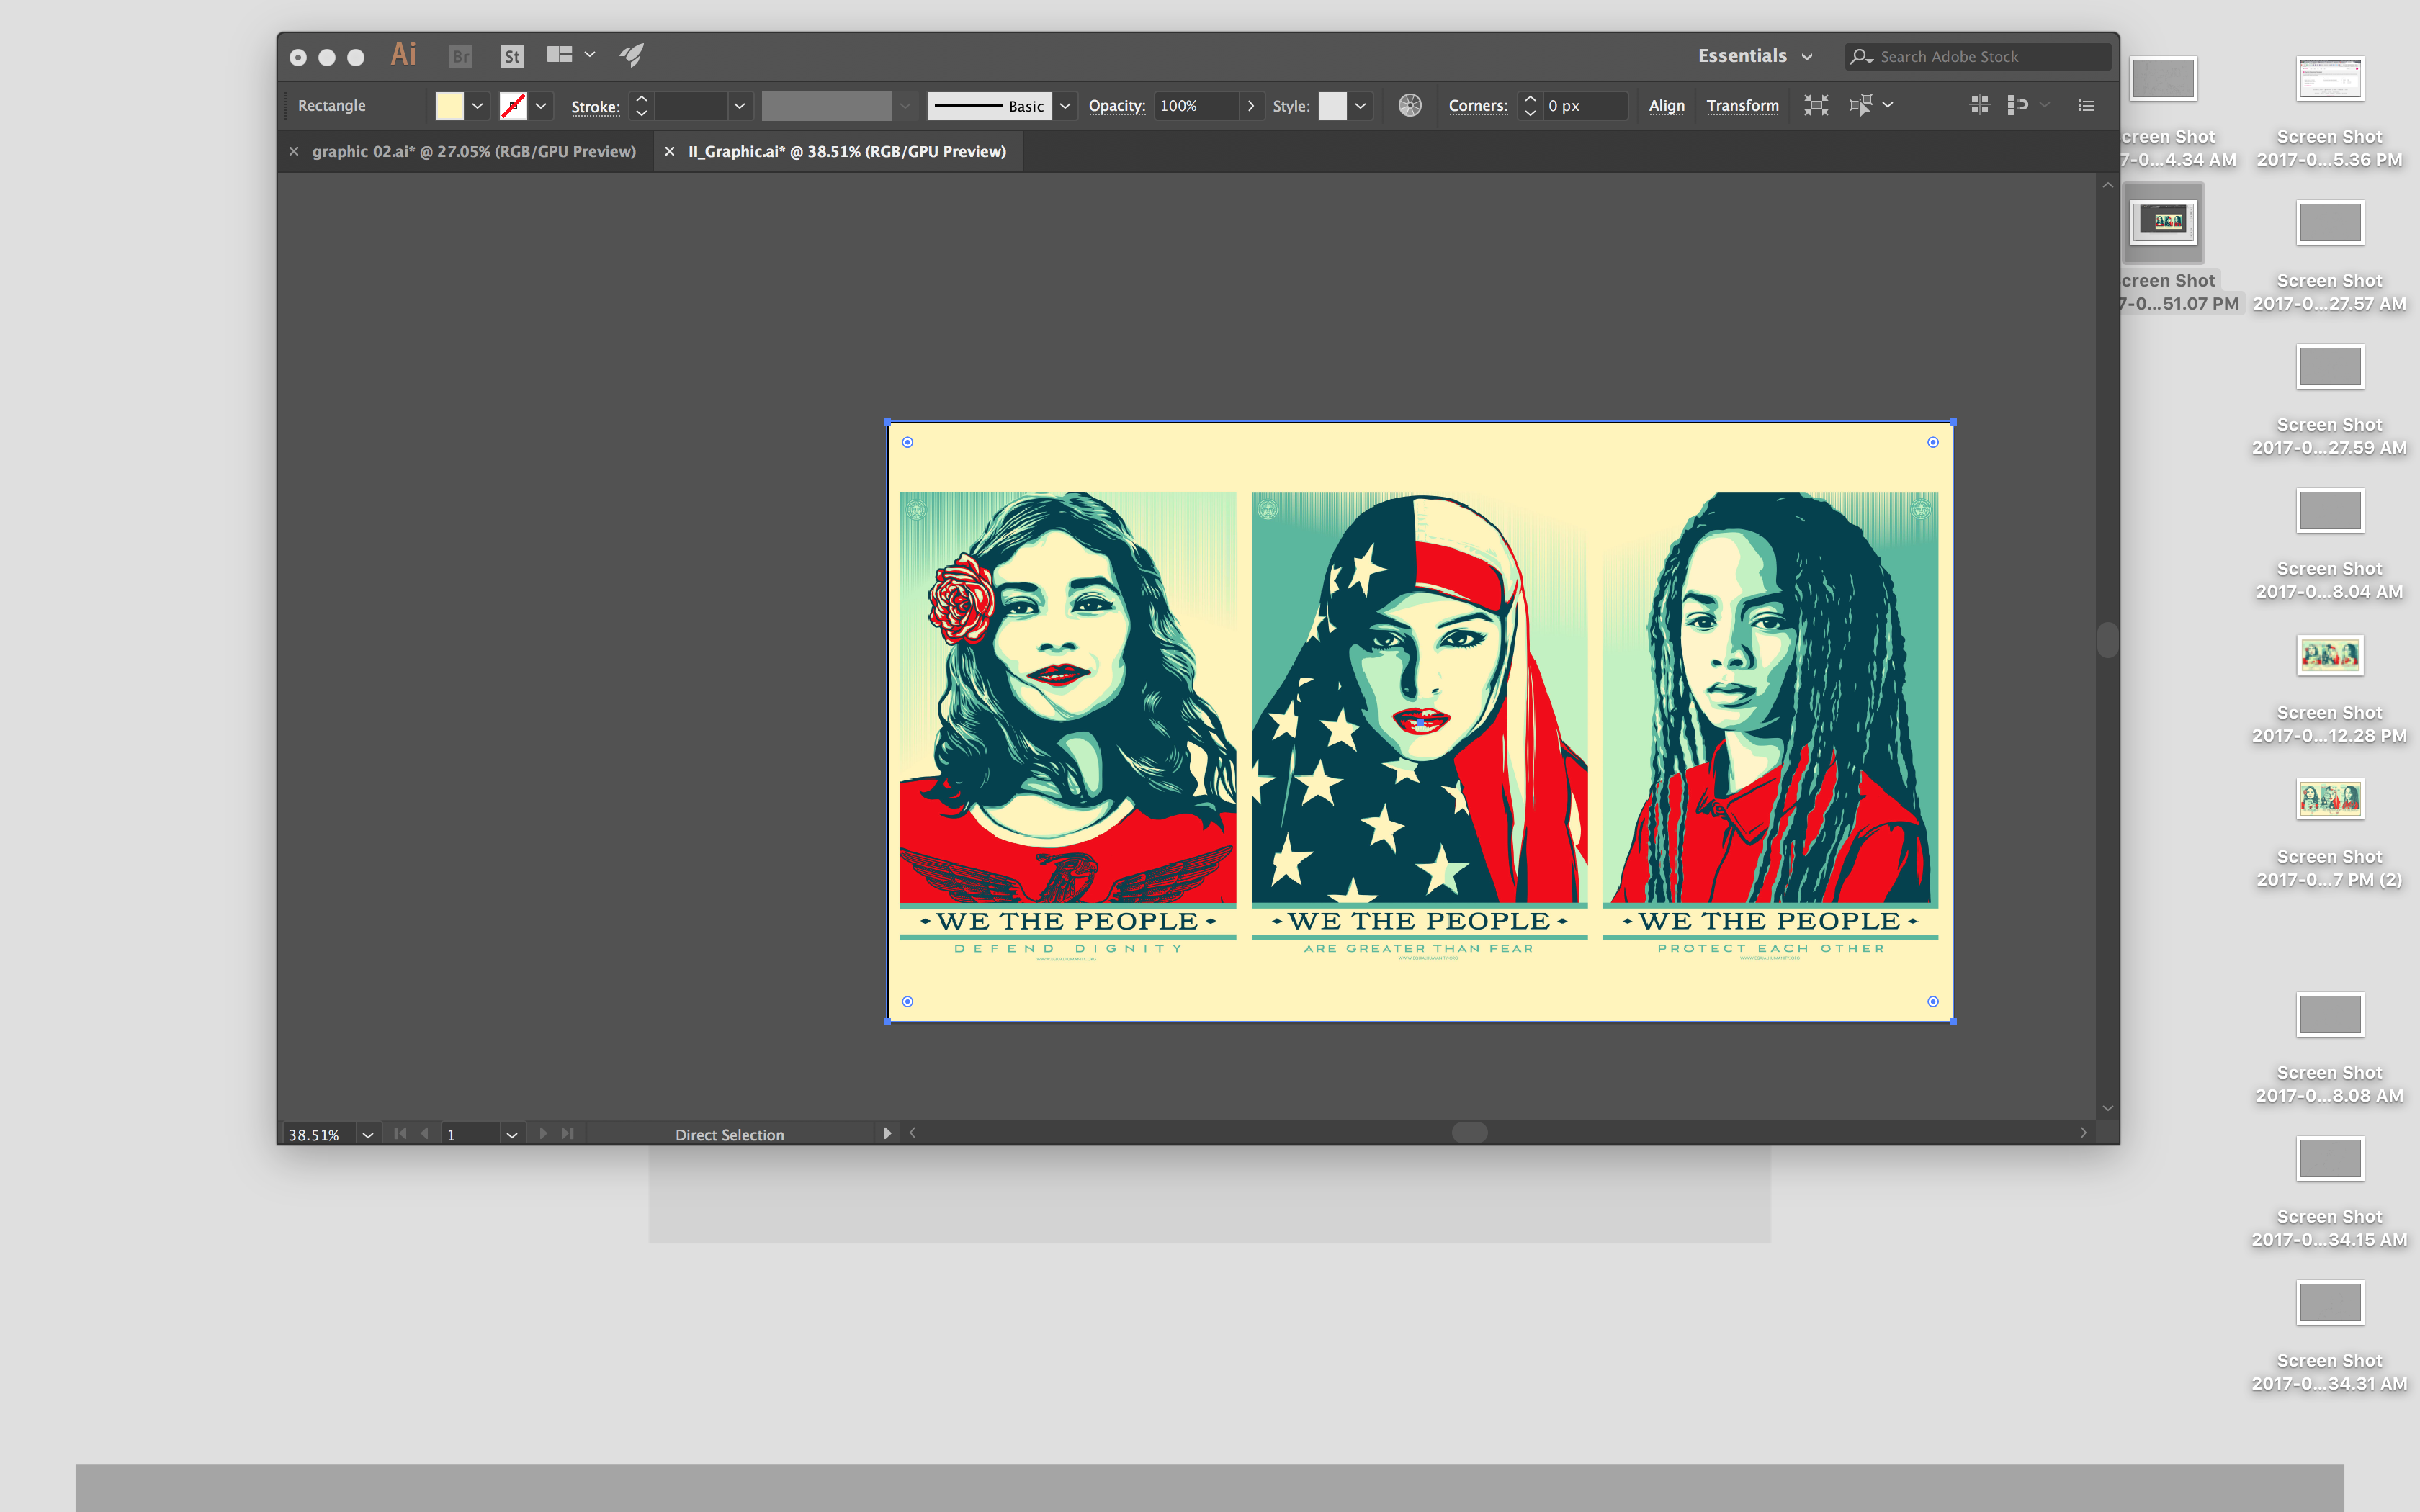 Ai Br St Essentials Search Adobe Stock
Rectangle Stroke: Basic Opacity: 100% Style: Corners: 0 px Align Transform
× graphic 02.ai* @ 27.05% (RGB/GPU Preview) × II_Graphic.ai* @ 38.51% (RGB/GPU Preview)
WE THE PEOPLE
DEFEND DIGNITY
WE THE PEOPLE
ARE GREATER THAN FEAR
WE THE PEOPLE
PROTECT EACH OTHER
38.51% 1 Direct Selection
creen Shot
7-0...4.34 AM
creen Shot
7-0...51.07 PM
Screen Shot
2017-0...5.36 PM
Screen Shot
2017-0...27.57 AM
Screen Shot
2017-0...27.59 AM
Screen Shot
2017-0...8.04 AM
Screen Shot
2017-0...12.28 PM
Screen Shot
2017-0...7 PM (2)
Screen Shot
2017-0...8.08 AM
Screen Shot
2017-0...34.15 AM
Screen Shot
2017-0...34.31 AM